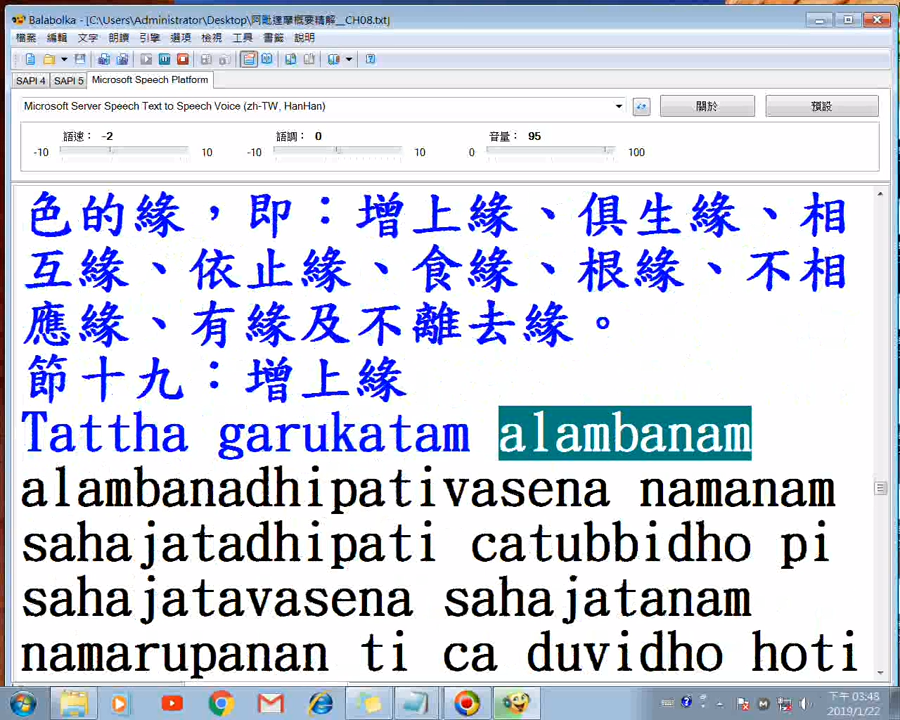 Balabolka - [C:\Users\Administrator\Desktop\阿毗達摩概要精解__CH08.txt]
檔案 編輯 文字 朗讀 引擎 選項 檢視 工具 書籤 說明
SAPI 4 SAPI 5 Microsoft Speech Platform
Microsoft Server Speech Text to Speech Voice (zh-TW, HanHan) 關於 預設
語速： -2 語調： 0 音量： 95
-10 10 -10 10 0 100
色的緣，即：增上緣、俱生緣、相
互緣、依止緣、食緣、根緣、不相
應緣、有緣及不離去緣。
節十九：增上緣
Tattha garukatam alambanam
alambanadhipativasena namanam
sahajatadhipati catubbidho pi
sahajatavasena sahajatanam
namarupanan ti ca duvidho hoti
下午 03:48
2019/1/22